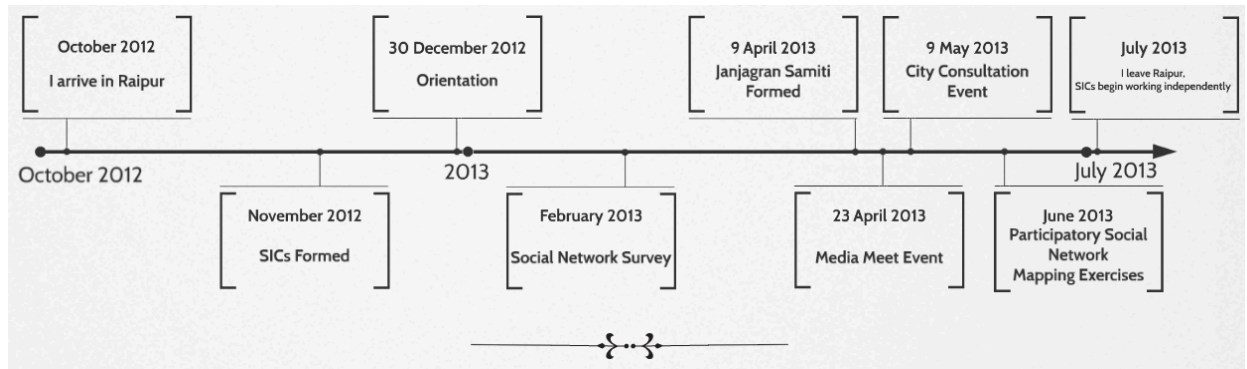 October 2012
I arrive in Raipur
30 December 2012
Orientation
9 April 2013
Janjagran Samiti
Formed
9 May 2013
City Consultation
Event
July 2013
I leave Raipur,
SICs begin working independently
October 2012
2013
July 2013
November 2012
SICs Formed
February 2013
Social Network Survey
23 April 2013
Media Meet Event
June 2013
Participatory Social
Network
Mapping Exercises